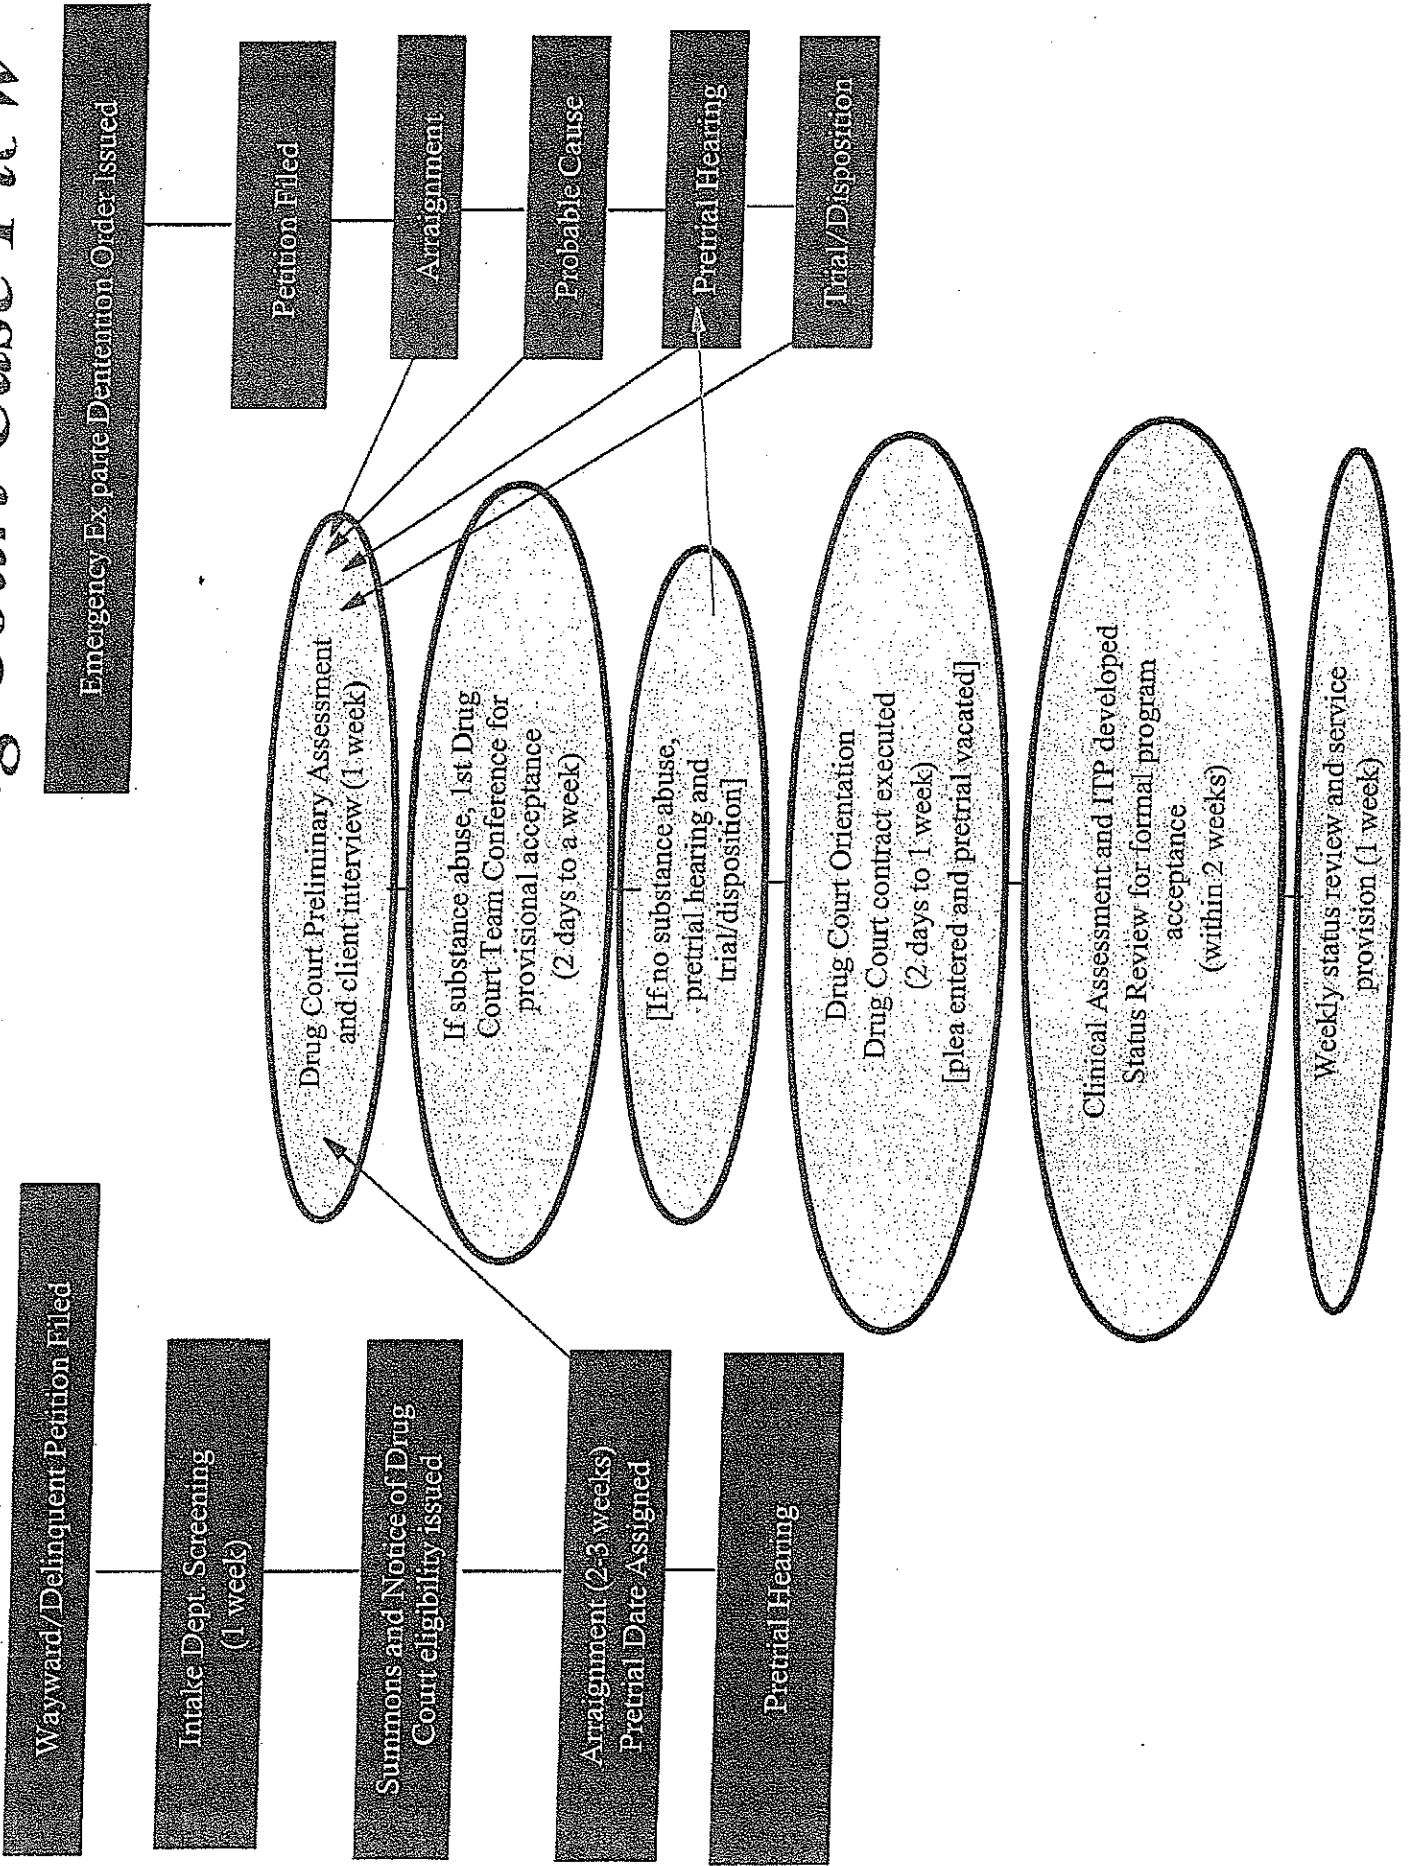 Wayward/Delinquent Petition Filed
Intake Dept. Screening
(1 week)
Summons and Notice of Drug
Court eligibility issued
Arraignment (2-3 weeks)
Pretrial Date Assigned
Pretrial Hearing
Drug Court Preliminary Assessment
and client interview (1 week)
If substance abuse, 1st Drug
Court Team Conference for
provisional acceptance
(2 days to a week)
[If no substance abuse,
pretrial hearing and
trial/disposition]
Drug Court Orientation
Drug Court contract executed
(2 days to 1 week)
[plea entered and pretrial vacated]
Clinical Assessment and ITP developed
Status Review for formal program
acceptance
(within 2 weeks)
Weekly status review and service
provision (1 week)
Emergency Ex parte Dentention Order Issued
Petition Filed
Arraignment
Probable Cause
Pretrial Hearing
Trial/Disposition